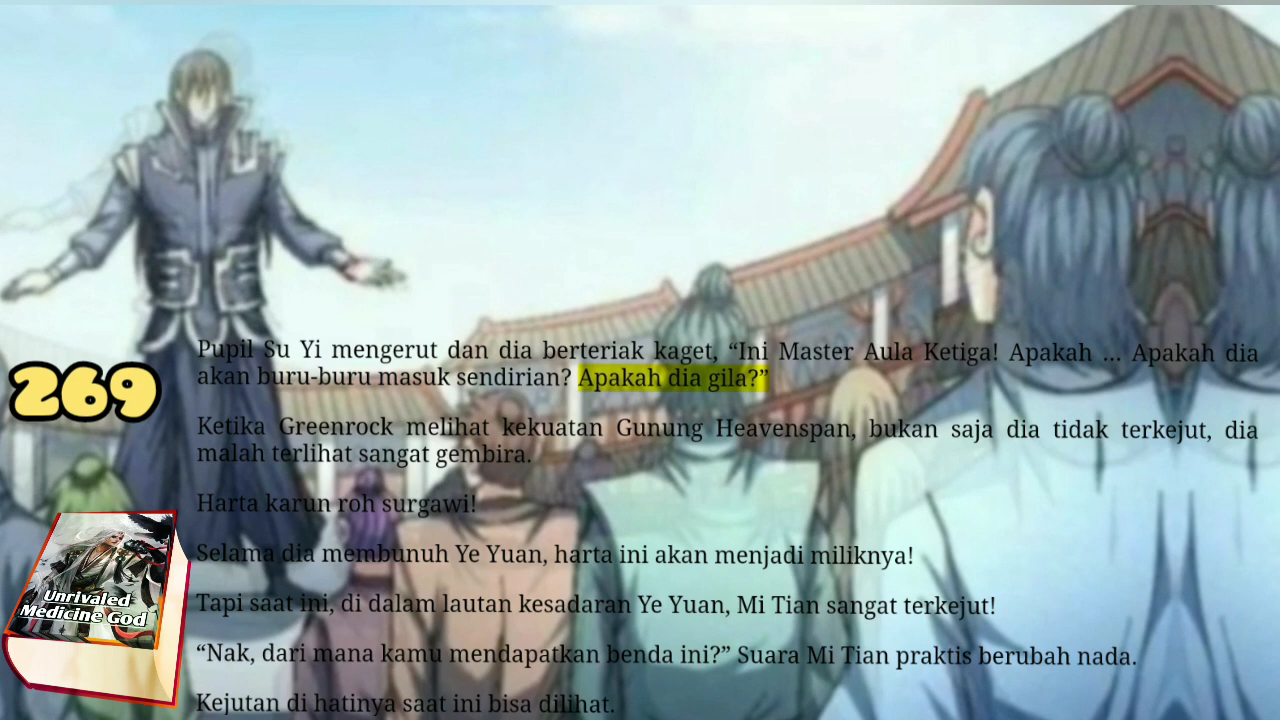 Pupil Su Yi mengerut dan dia berteriak kaget, “Ini Master Aula Ketiga! Apakah ... Apakah dia
akan buru-buru masuk sendirian? Apakah dia gila?”
269
Ketika Greenrock melihat kekuatan Gunung Heavenspan, bukan saja dia tidak terkejut, dia
malah terlihat sangat gembira.
Harta karun roh surgawi!
Selama dia membunuh Ye Yuan, harta ini akan menjadi miliknya!
Unrivaled
Medicine God
Tapi saat ini, di dalam lautan kesadaran Ye Yuan, Mi Tian sangat terkejut!
“Nak, dari mana kamu mendapatkan benda ini?” Suara Mi Tian praktis berubah nada.
Kejutan di hatinya saat ini bisa dilihat.